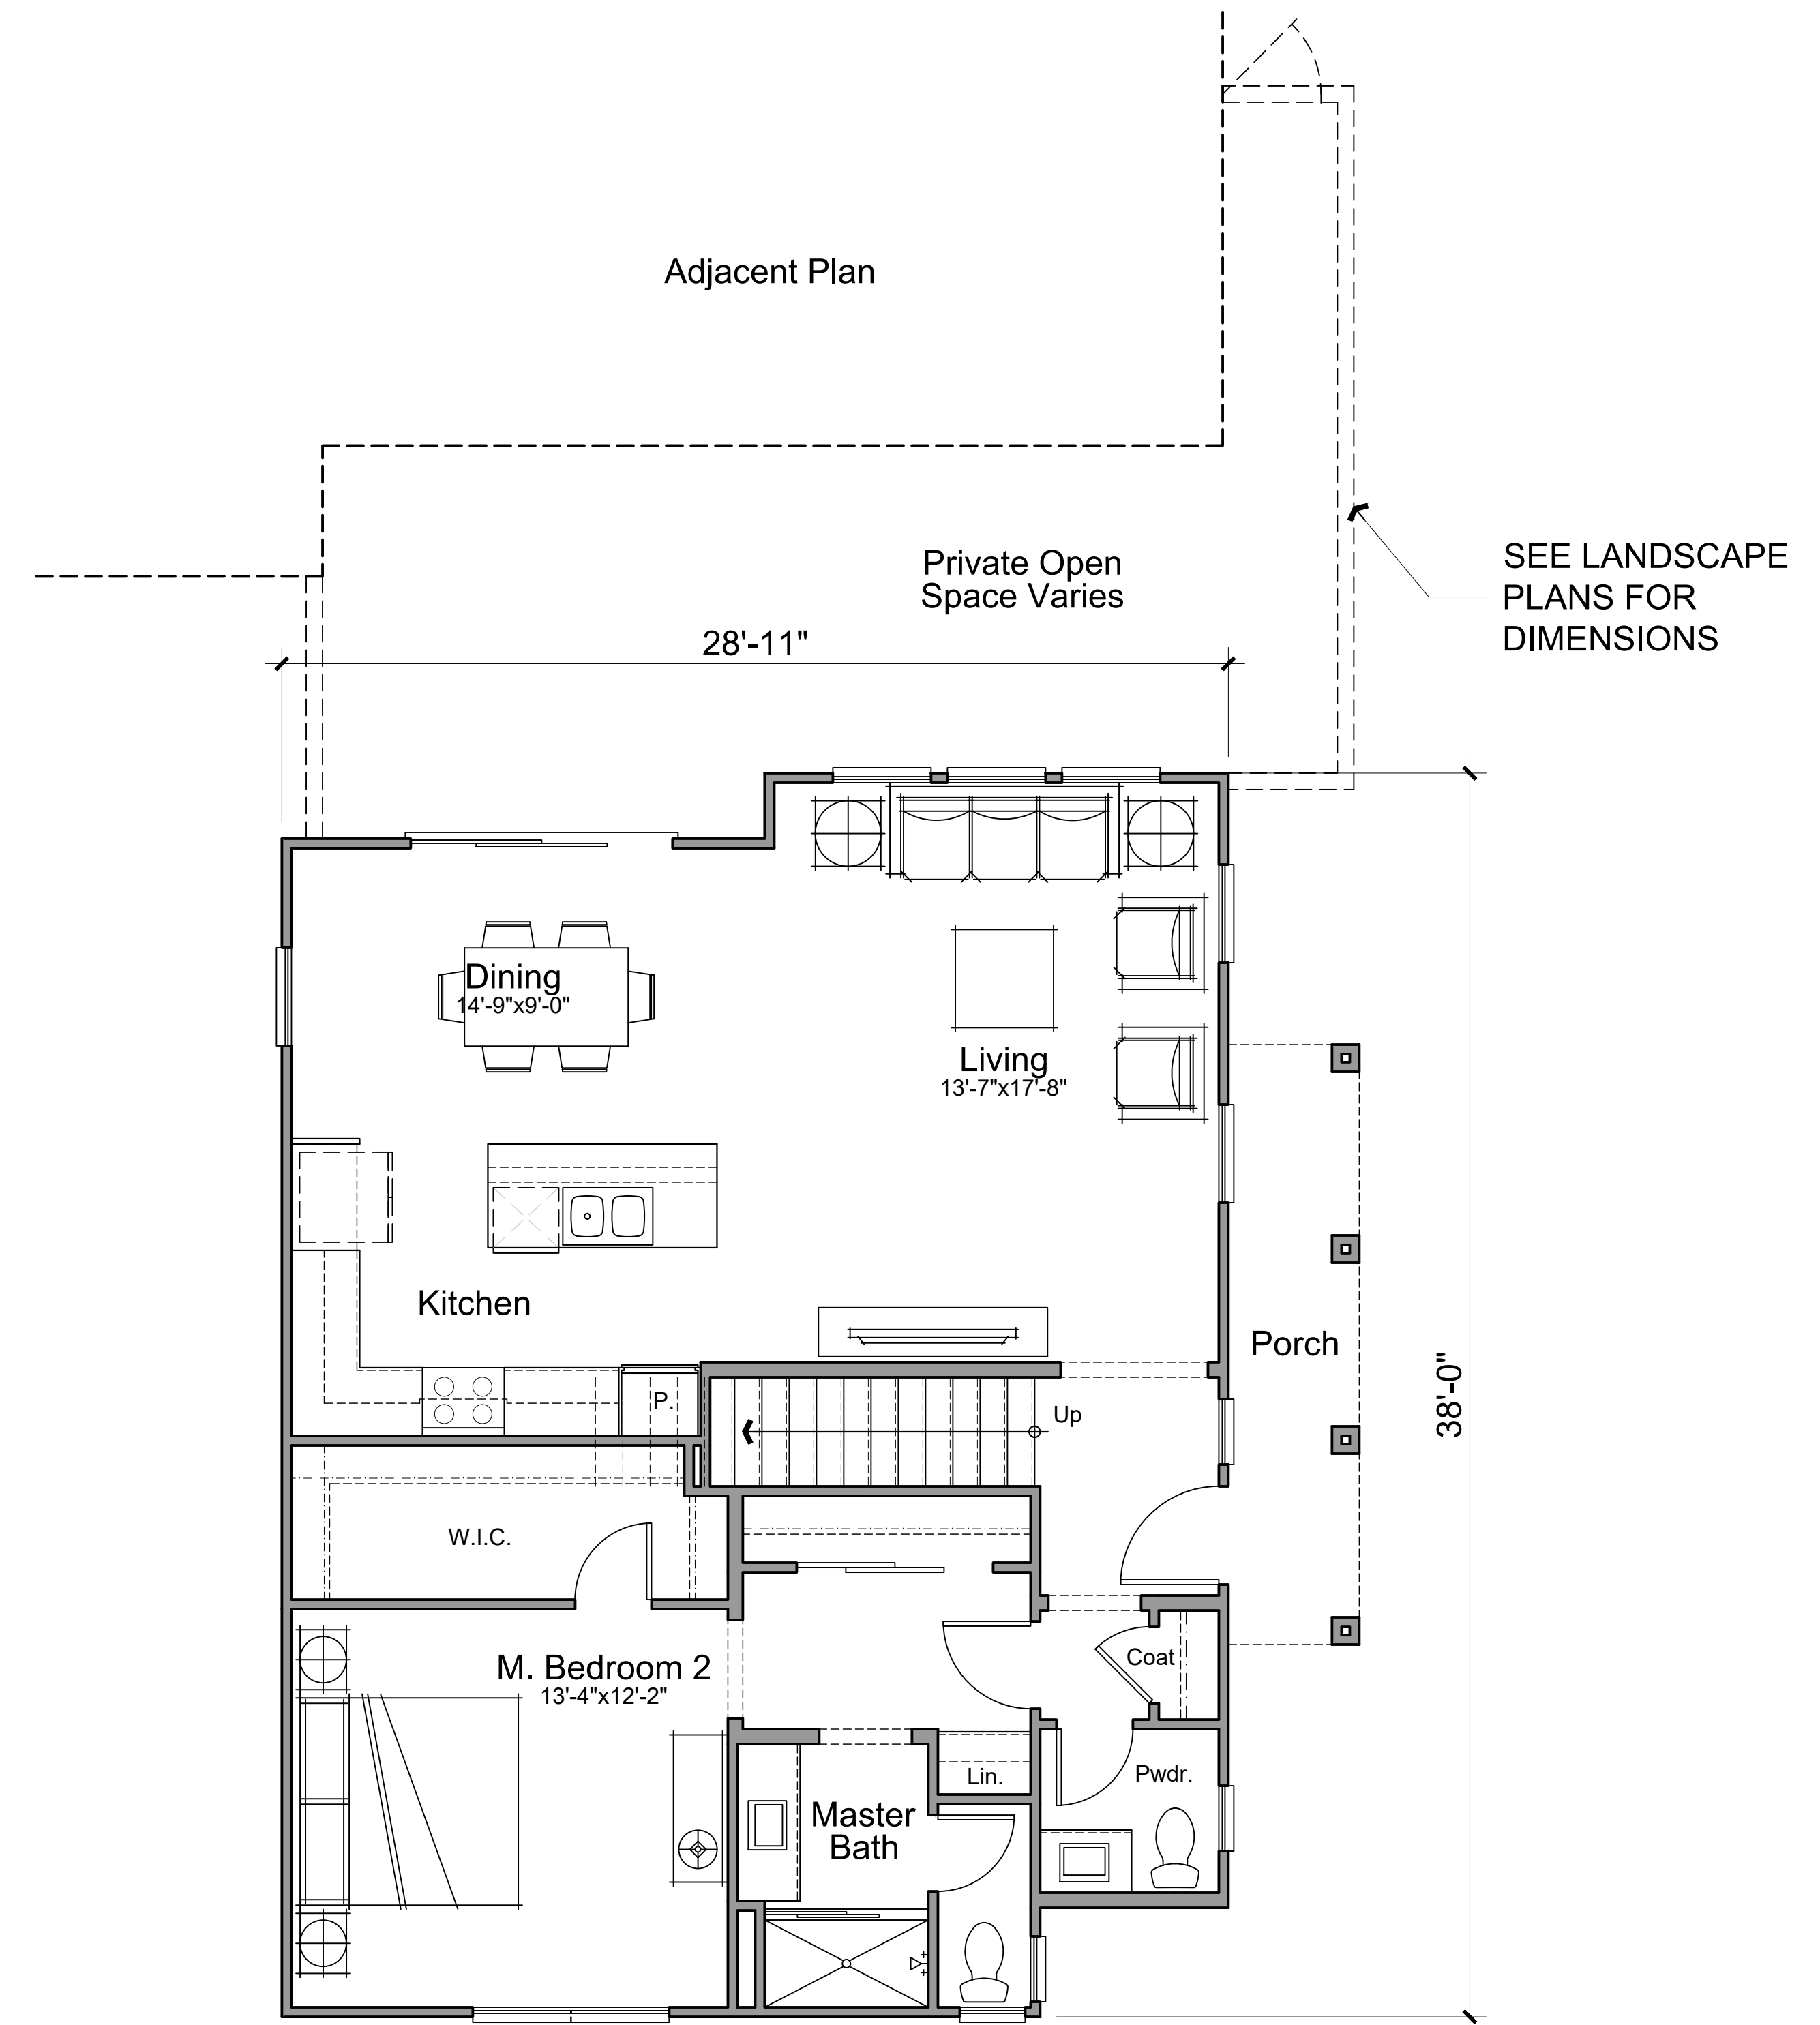 Adjacent Plan
Private Open
Space Varies
SEE LANDSCAPE
PLANS FOR
DIMENSIONS
28'-11"
Dining
14'-9"x9'-0"
Living
13'-7"x17'-8"
Kitchen
Porch
38'-0"
P.
Up
W.I.C.
M. Bedroom 2
13'-4"x12'-2"
Coat
Lin.
Pwdr.
Master
Bath